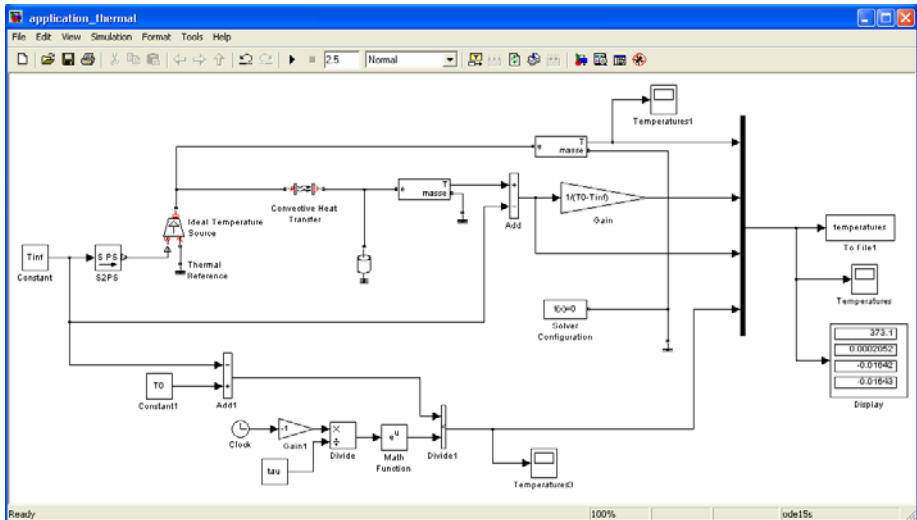 application_thermal
File Edit View Simulation Format Tools Help
2.5 Normal
Temperatures1
e T masse
e T masse
Convective Heat Transfer
Ideal Temperature Source
+
−
Add
1/(T0-Tinf)
Gain
temperatures
To File1
Tinf
Constant
S PS
S2PS
Thermal Reference
Temperatures
f(x)=0
Solver Configuration
373.1
0.0002052
-0.01642
-0.01643
Display
T0
Constant1
−
+
Add1
Clock
-1
Gain1
×
÷
Divide
e^u
Math Function
Divide1
tau
Temperatures3
Ready 100% ode15s